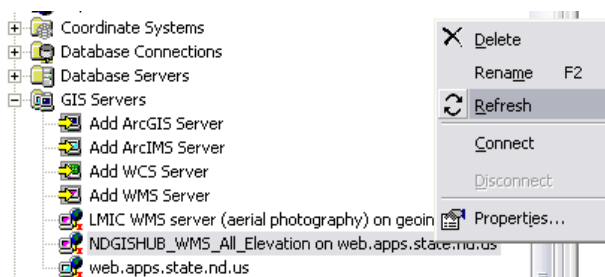 Coordinate Systems
Database Connections
Database Servers
GIS Servers
Add ArcGIS Server
Add ArcIMS Server
Add WCS Server
Add WMS Server
LMIC WMS server (aerial photography) on geoin
NDGISHUB_WMS_All_Elevation on web.apps.state.nd.us
web.apps.state.nd.us
Delete
Rename F2
Refresh
Connect
Disconnect
Properties...